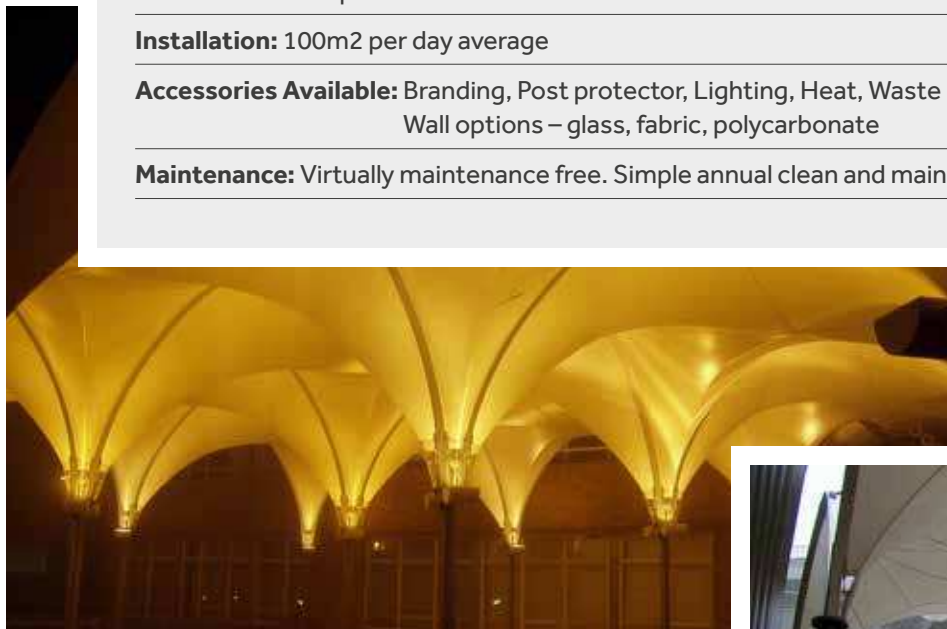 Installation: 100m2 per day average
Accessories Available: Branding, Post protector, Lighting, Heat, Waste
Wall options – glass, fabric, polycarbonate
Maintenance: Virtually maintenance free. Simple annual clean and main